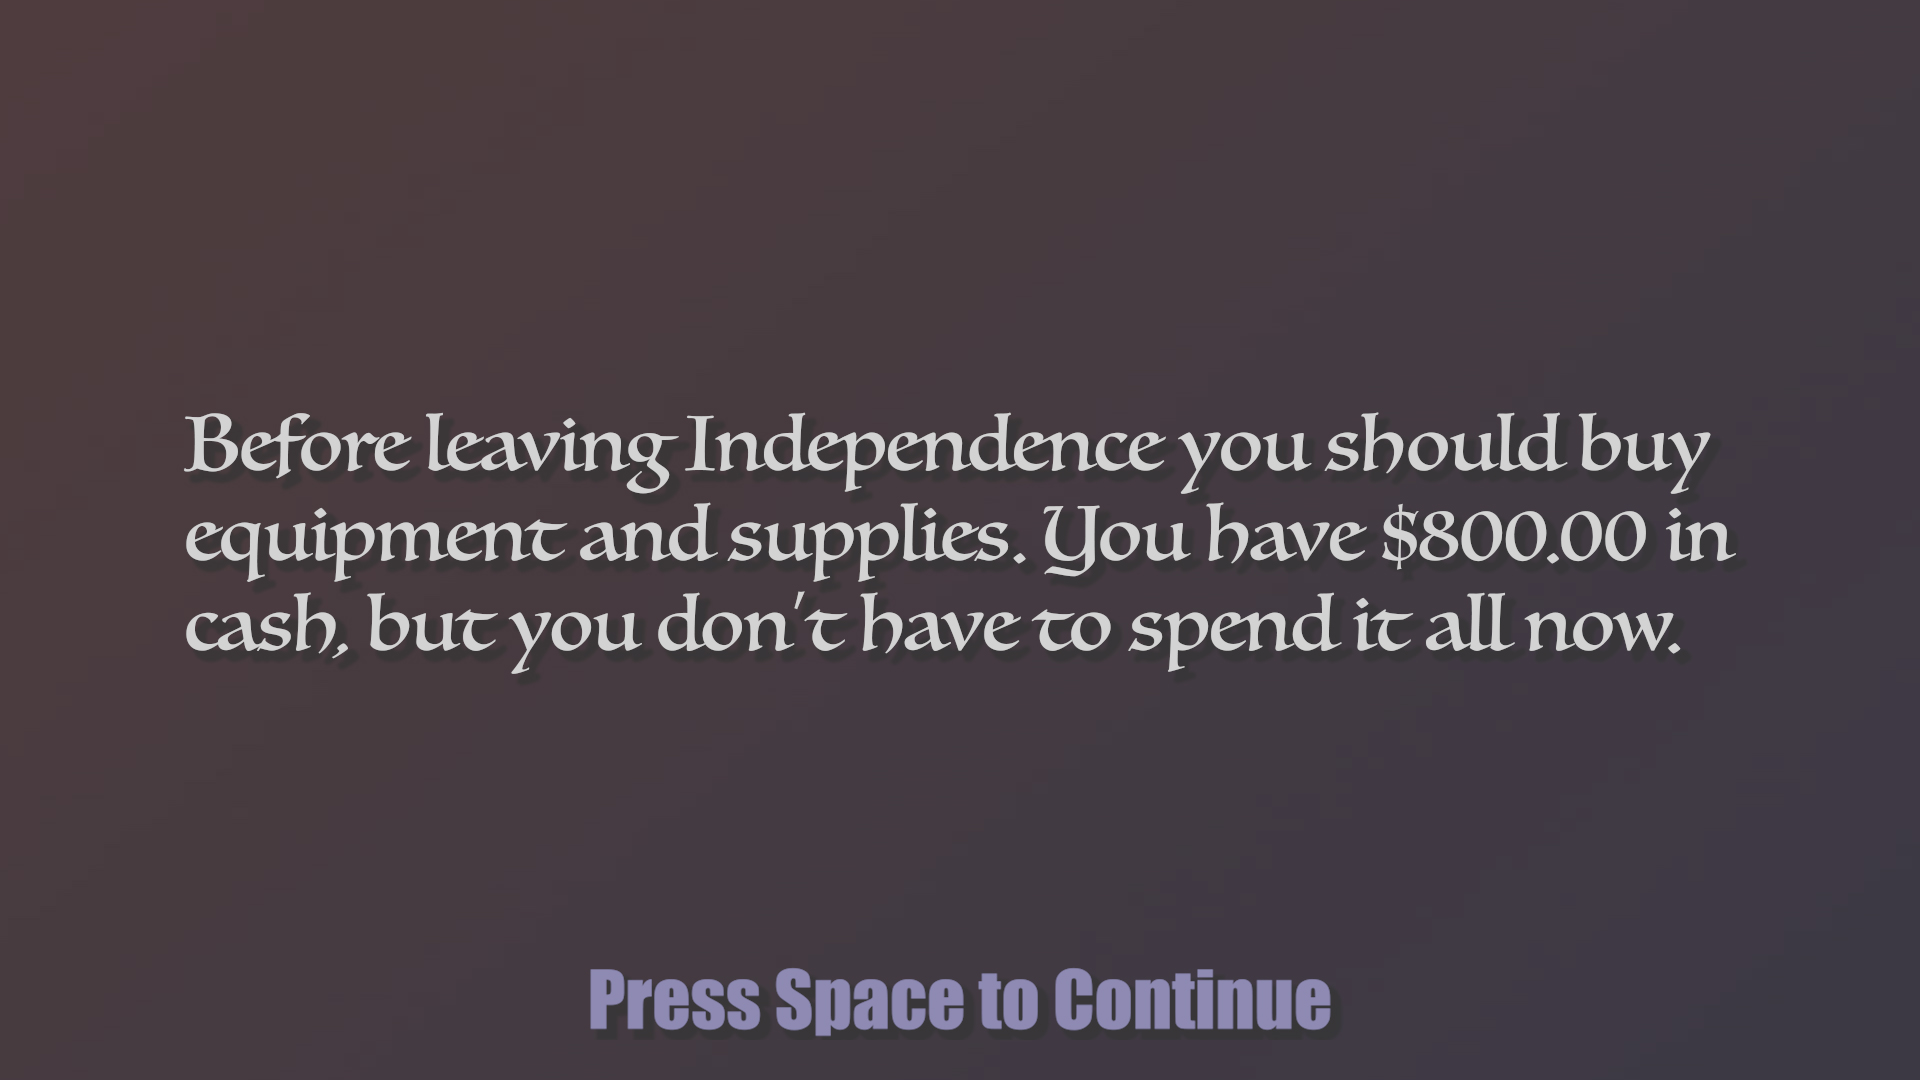 Before leaving Independence you should buy
equipment and supplies. You have $800.00 in
cash, but you don't have to spend it all now.
Press Space to Continue